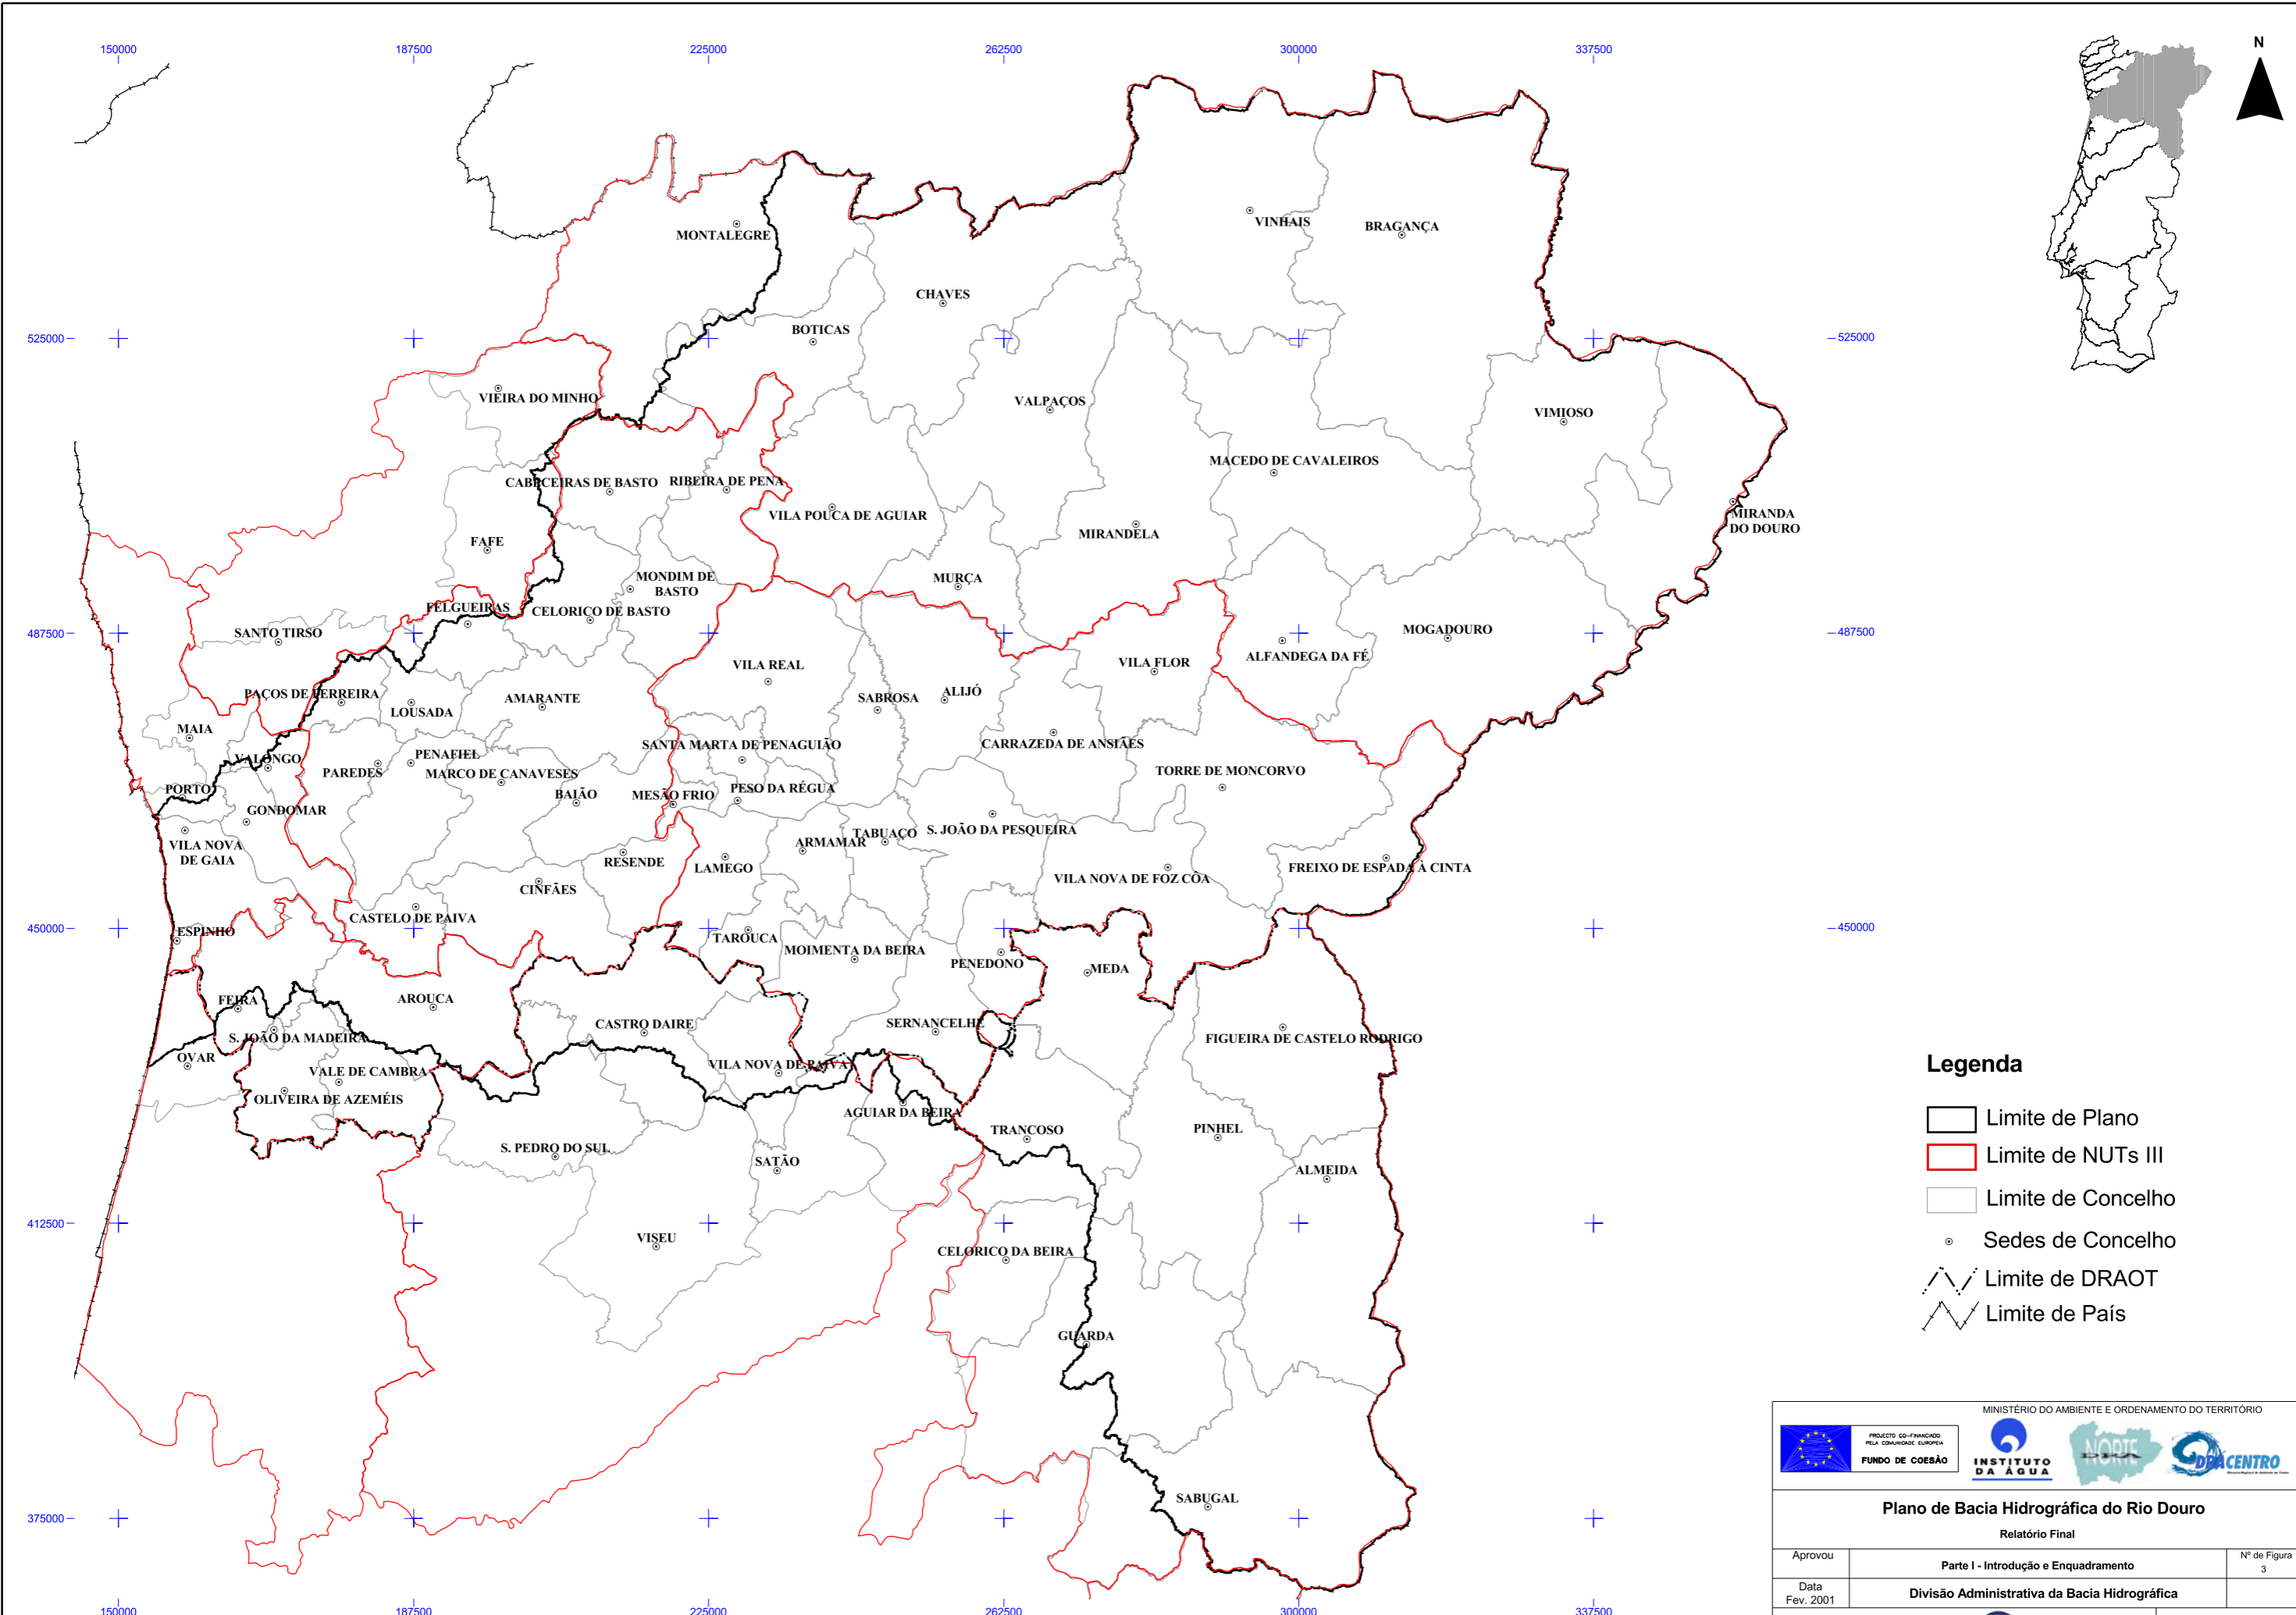 150000
187500
225000
262500
300000
337500
N
MONTALEGRE
VINHAIS
BRAGANÇA
CHAVES
BOTICAS
525000
525000
VIEIRA DO MINHO
VALPAÇOS
VIMIOSO
MACEDO DE CAVALEIROS
CABECEIRAS DE BASTO
RIBEIRA DE PENA
VILA POUCA DE AGUIAR
MIRANDA
DO DOURO
MIRANDELA
FAFE
MURÇA
MONDIM DE
BASTO
FELGUEIRAS
CELORICO DE BASTO
SANTO TIRSO
487500
487500
MOGADOURO
ALFANDEGA DA FÉ
VILA REAL
VILA FLOR
PAÇOS DE FERREIRA
LOUSADA
AMARANTE
SABROSA
ALIJÓ
MAIA
SANTA MARTA DE PENAGUIÃO
CARRAZEDA DE ANSIÃES
VALONGO
PAREDES
PENAFIEL
MARCO DE CANAVESES
TORRE DE MONCORVO
PORTO
BAIÃO
MESÃO FRIO
PESO DA RÉGUA
GONDOMAR
VILA NOVA
DE GAIA
RESENDE
LAMEGO
ARMAMAR
TABUAÇO
S. JOÃO DA PESQUEIRA
CINFÃES
VILA NOVA DE FOZ CÔA
FREIXO DE ESPADA À CINTA
CASTELO DE PAIVA
450000
450000
ESPINHO
TAROUCA
MOIMENTA DA BEIRA
PENEDONO
MEDA
FEIRA
AROUCA
S. JOÃO DA MADEIRA
CASTRO DAIRE
SERNANCELHE
FIGUEIRA DE CASTELO RODRIGO
OVAR
VALE DE CAMBRA
VILA NOVA DE PAIVA
OLIVEIRA DE AZEMÉIS
AGUIAR DA BEIRA
TRANCOSO
PINHEL
S. PEDRO DO SUL
SATÃO
ALMEIDA
412500
VISEU
CELORICO DA BEIRA
GUARDA
SABUGAL
375000
150000
187500
225000
262500
300000
337500
Legenda
Limite de Plano
Limite de NUTs III
Limite de Concelho
Sedes de Concelho
Limite de DRAOT
Limite de País
MINISTÉRIO DO AMBIENTE E ORDENAMENTO DO TERRITÓRIO
PROJECTO CO-FINANCIADO
PELA COMUNIDADE EUROPEIA
FUNDO DE COESÃO
INSTITUTO
DA ÁGUA
NORTE
DRA
DRACENTRO
Plano de Bacia Hidrográfica do Rio Douro
Relatório Final
Aprovou
Parte I - Introdução e Enquadramento
Nº de Figura
3
Data
Fev. 2001
Divisão Administrativa da Bacia Hidrográfica